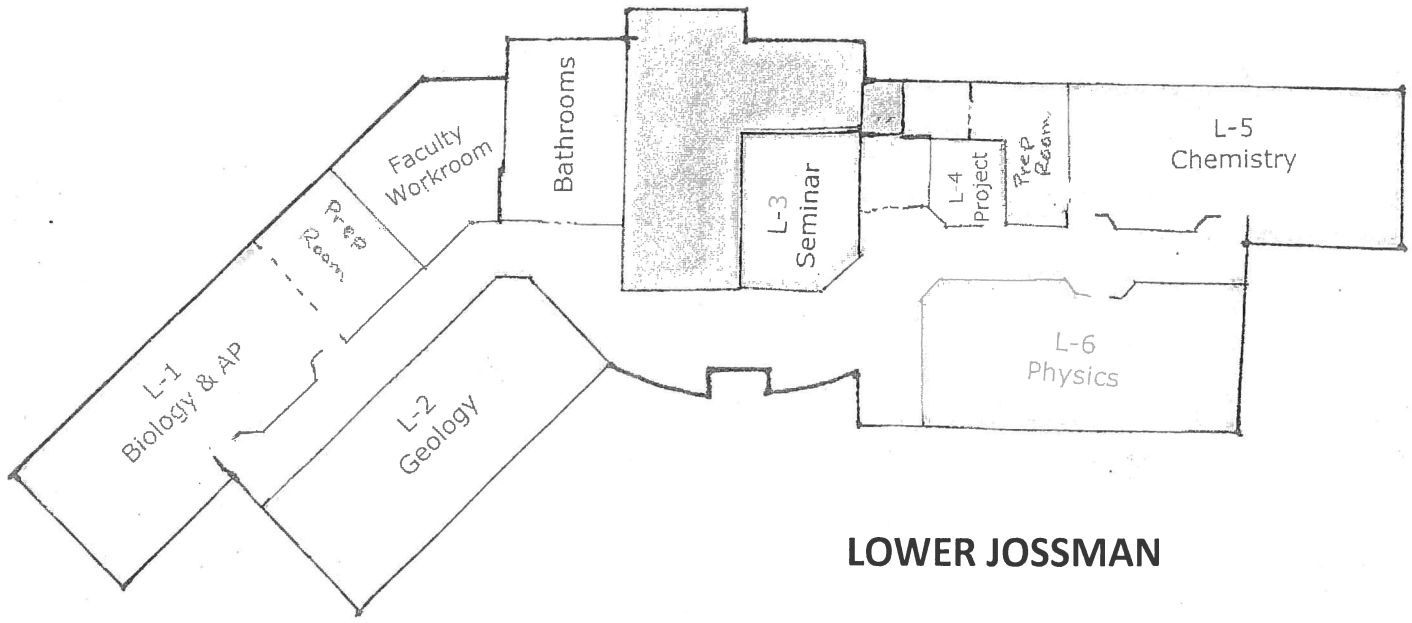 Faculty
Workroom
Bathrooms
Prep
Room
L-1
Biology & AP
L-2
Geology
L-3
Seminar
L-4
Project
Prep
Room
L-5
Chemistry
L-6
Physics
LOWER JOSSMAN